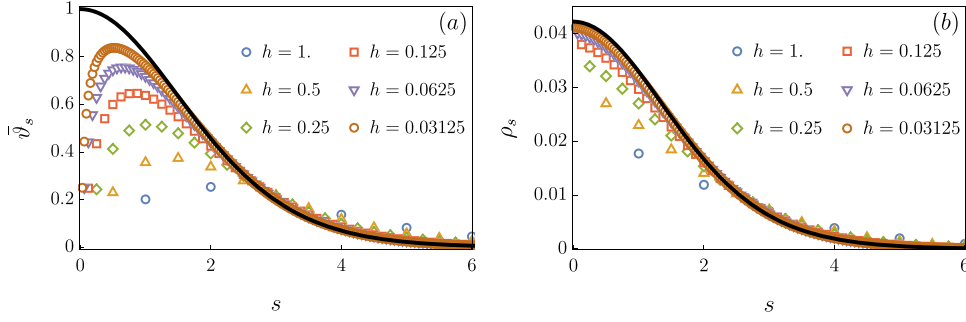 (a)
1
0.8
0.6
0.4
0.2
0
ϑ̄_s
h = 1.
h = 0.125
h = 0.5
h = 0.0625
h = 0.25
h = 0.03125
0 2 4 6
s
(b)
0.04
0.03
0.02
0.01
0
ρ_s
h = 1.
h = 0.125
h = 0.5
h = 0.0625
h = 0.25
h = 0.03125
0 2 4 6
s